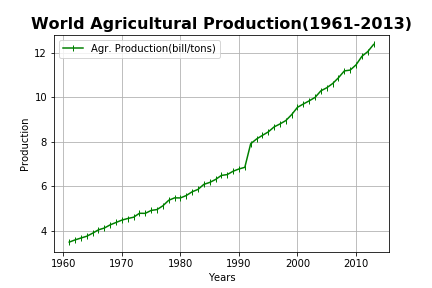 World Agricultural Production(1961-2013)
Agr. Production(bill/tons)
12
10
8
6
4
Production
1960 1970 1980 1990 2000 2010
Years